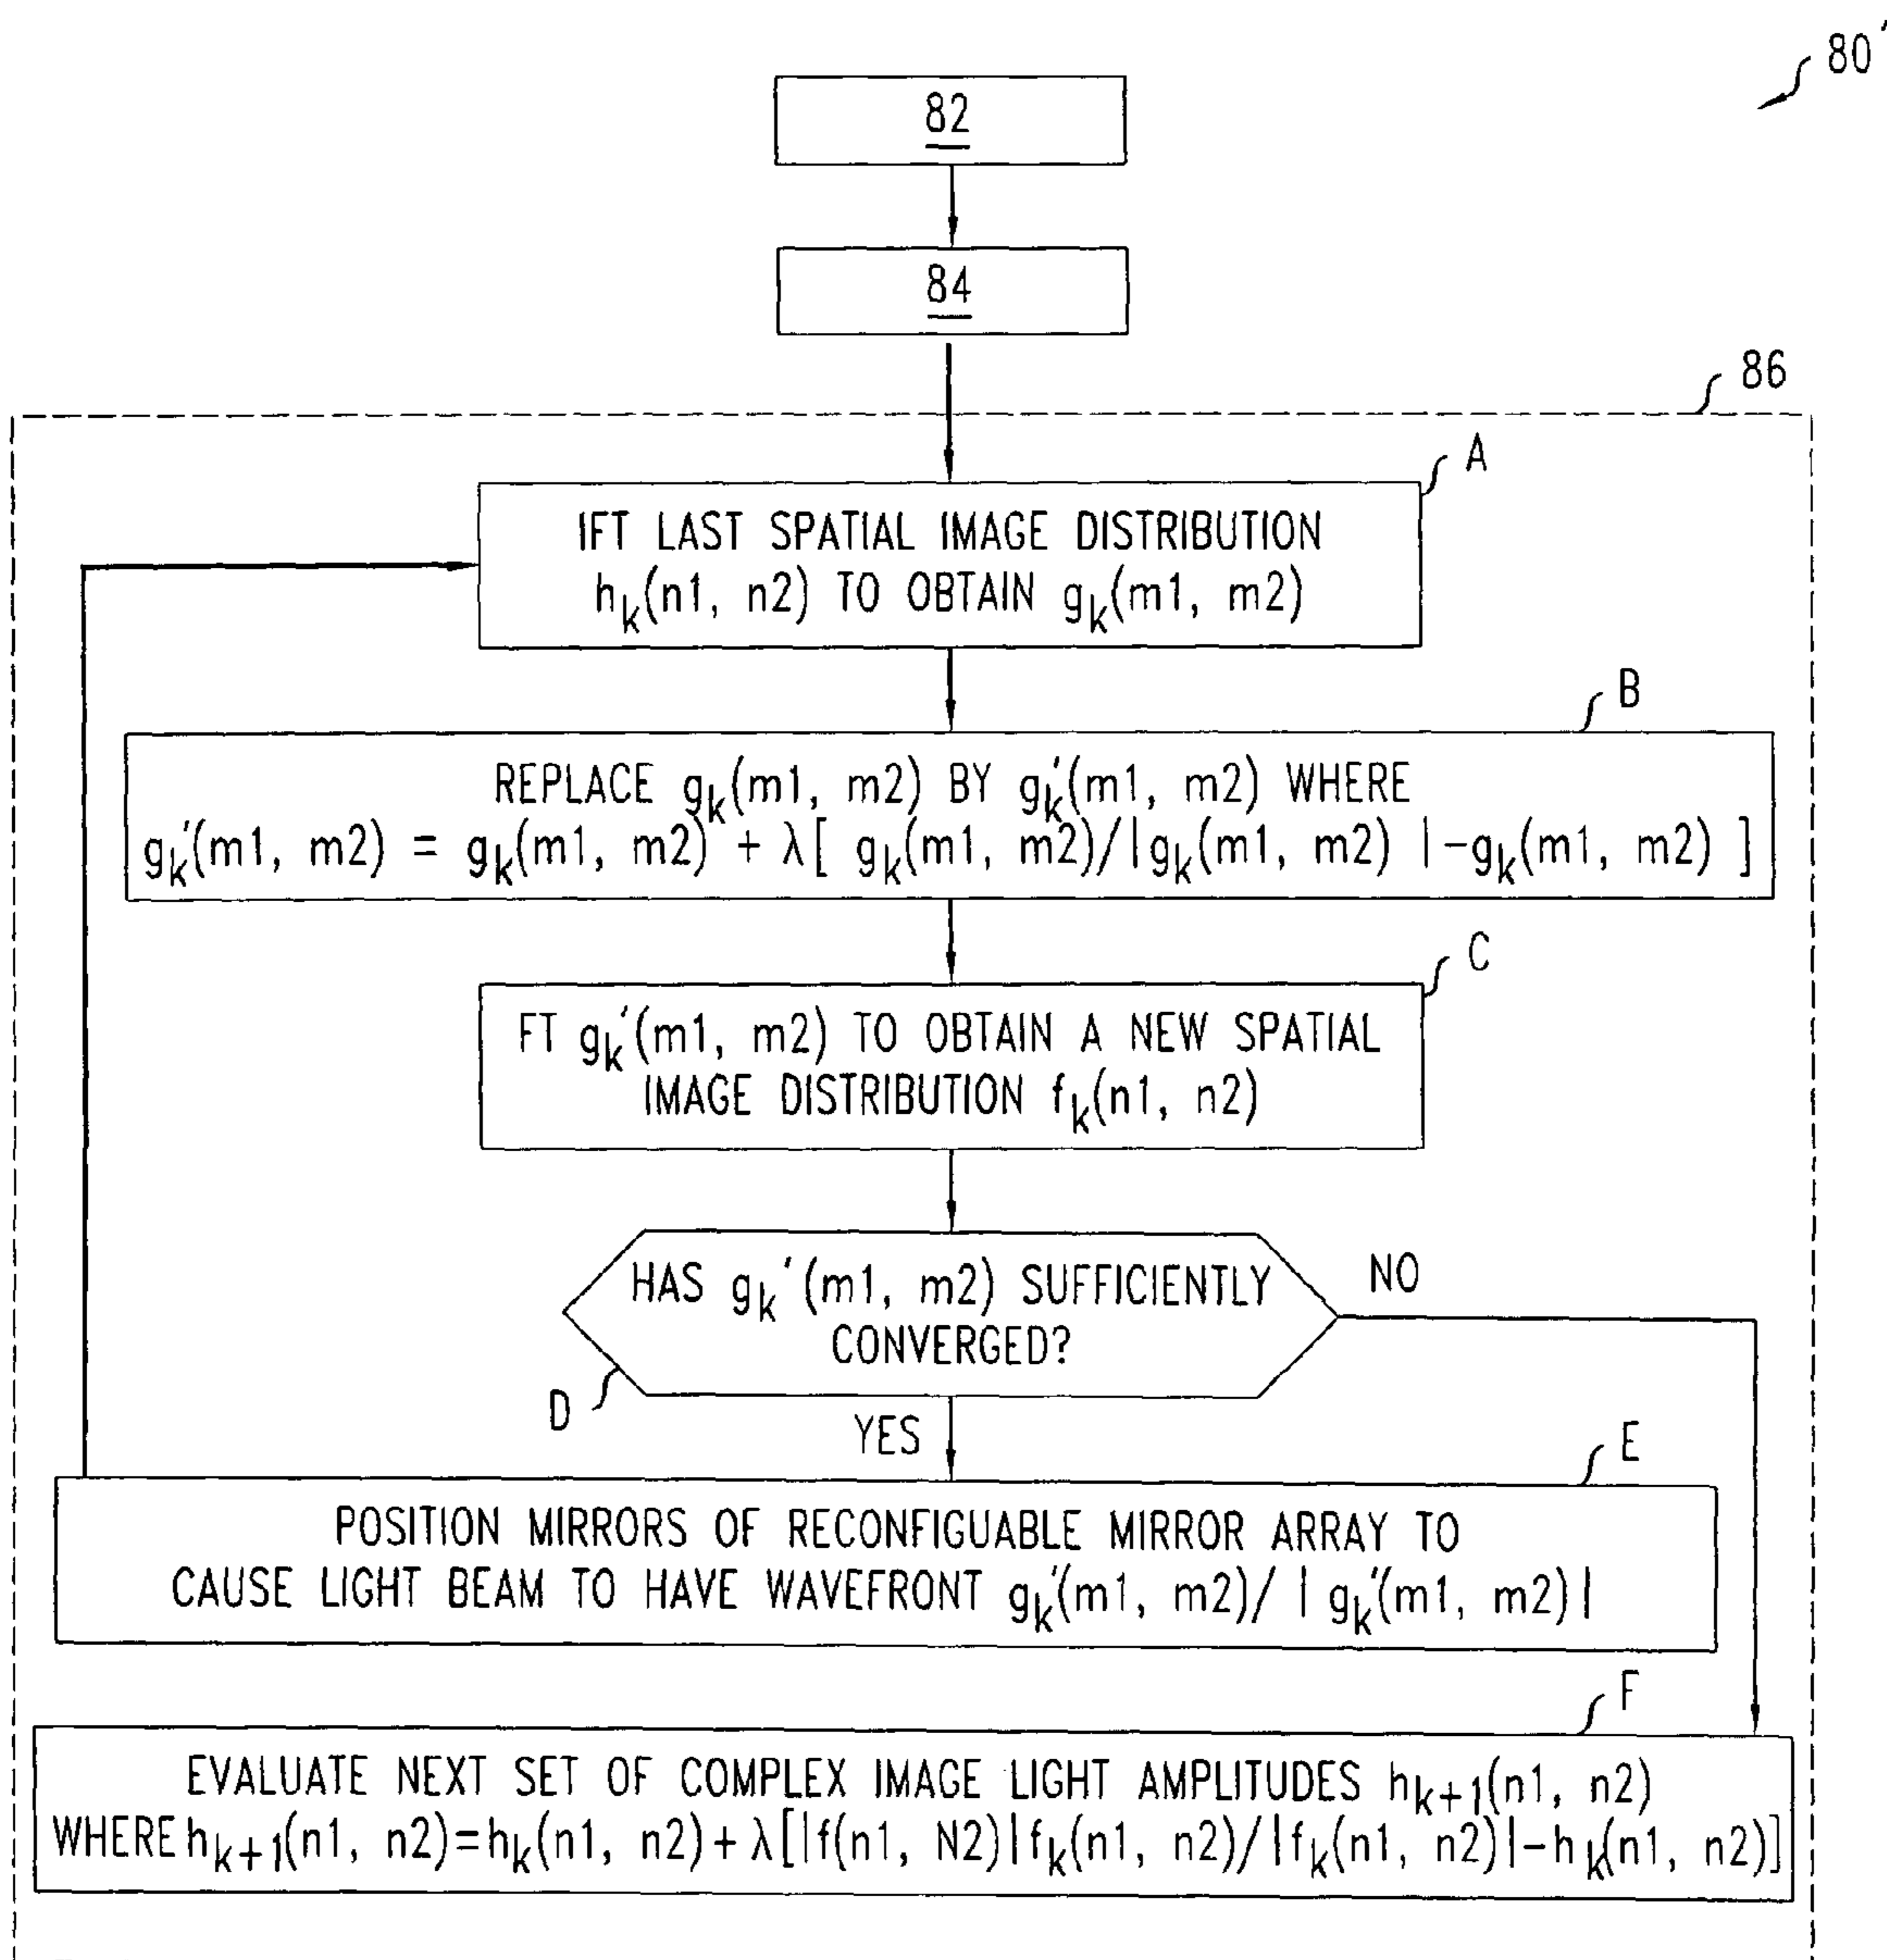 80'
82
84
86
A
IFT LAST SPATIAL IMAGE DISTRIBUTION
hk(n1, n2) TO OBTAIN gk(m1, m2)
B
REPLACE gk(m1, m2) BY gk'(m1, m2) WHERE
gk'(m1, m2) = gk(m1, m2) + λ[ gk(m1, m2)/|gk(m1, m2) |-gk(m1, m2) ]
C
FT gk'(m1, m2) TO OBTAIN A NEW SPATIAL
IMAGE DISTRIBUTION fk(n1, n2)
HAS gk'(m1, m2) SUFFICIENTLY
CONVERGED?
NO
D
YES
E
POSITION MIRRORS OF RECONFIGUABLE MIRROR ARRAY TO
CAUSE LIGHT BEAM TO HAVE WAVEFRONT gk'(m1, m2)/ | gk'(m1, m2)|
F
EVALUATE NEXT SET OF COMPLEX IMAGE LIGHT AMPLITUDES hk+1(n1, n2)
WHERE hk+1(n1, n2)=hk(n1, n2)+λ[|f(n1, N2)|fk(n1, n2)/|fk(n1, n2)|-hk(n1, n2)]